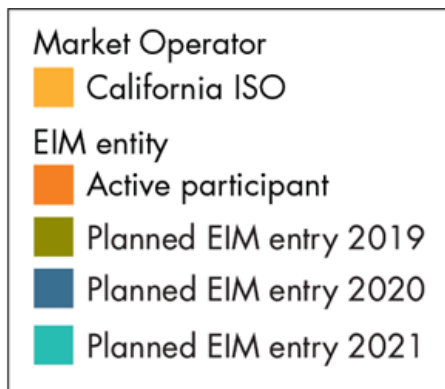 Market Operator
California ISO
EIM entity
Active participant
Planned EIM entry 2019
Planned EIM entry 2020
Planned EIM entry 2021